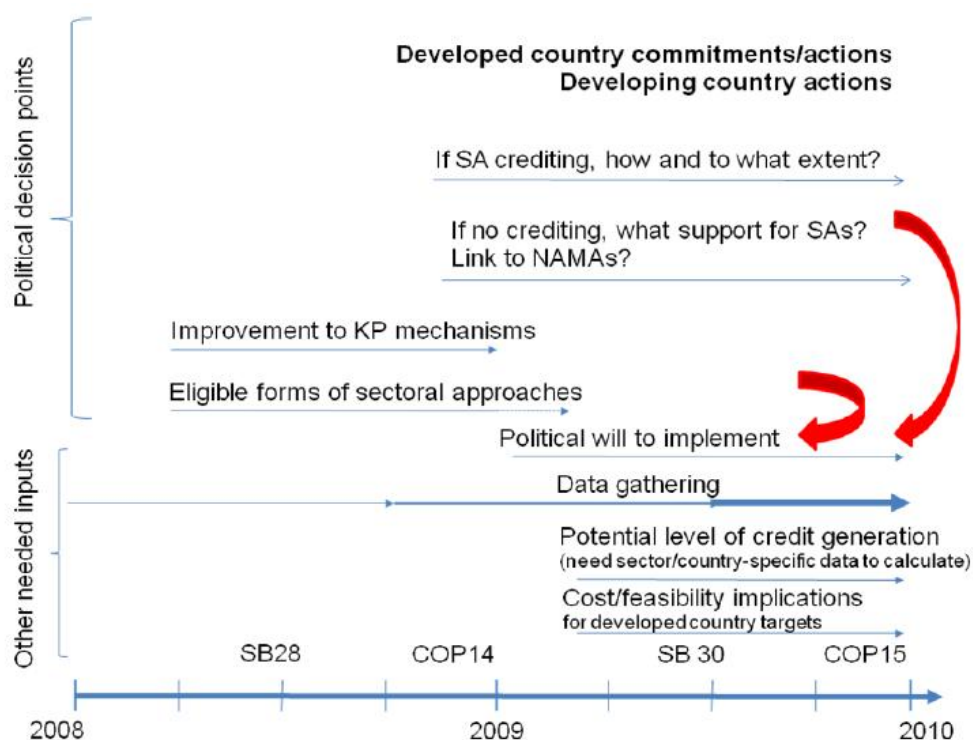 Political decision points
Developed country commitments/actions
Developing country actions
If SA crediting, how and to what extent?
If no crediting, what support for SAs?
Link to NAMAs?
Improvement to KP mechanisms
Eligible forms of sectoral approaches
Other needed inputs
Political will to implement
Data gathering
Potential level of credit generation
(need sector/country-specific data to calculate)
Cost/feasibility implications
for developed country targets
SB28 COP14 SB 30 COP15
2008 2009 2010